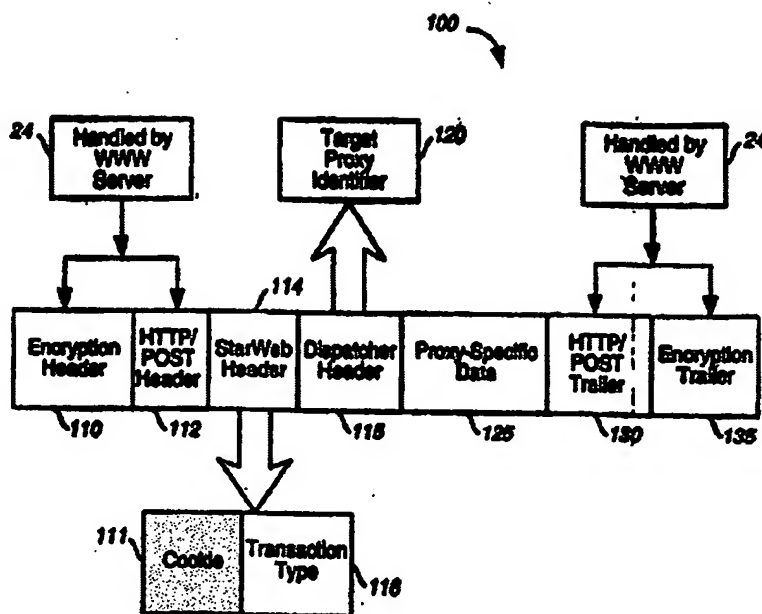 100
24
Handled by
WWW
Server
Target
Proxy
Identifier
120
Handled by
WWW
Server
24
114
Encryption
Header
HTTP/
POST
Header
StarWeb
Header
Dispatcher
Header
Proxy-Specific
Data
HTTP/
POST
Trailer
Encryption
Trailer
110
112
115
125
130
135
111
Cookie
Transaction
Type
116